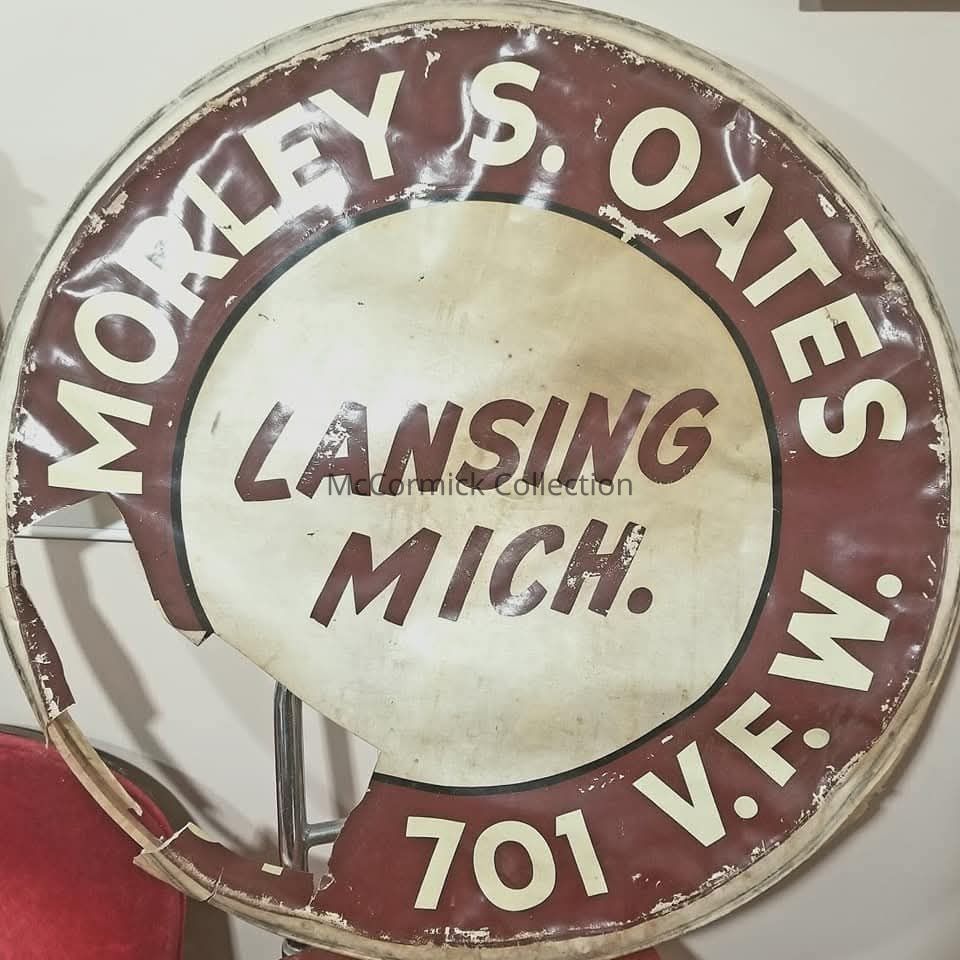 MORLEY S. OATES
LANSING
MICH.
McCormick Collection
701 V.F.W.